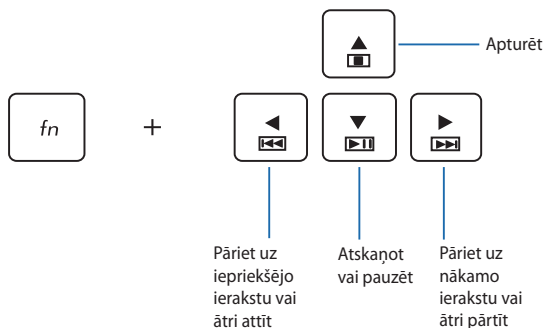 Apturēt
fn +
Pāriet uz
iepriekšējo
ierakstu vai
ātri attīt
Atskaņot
vai pauzēt
Pāriet uz
nākamo
ierakstu vai
ātri pārtīt